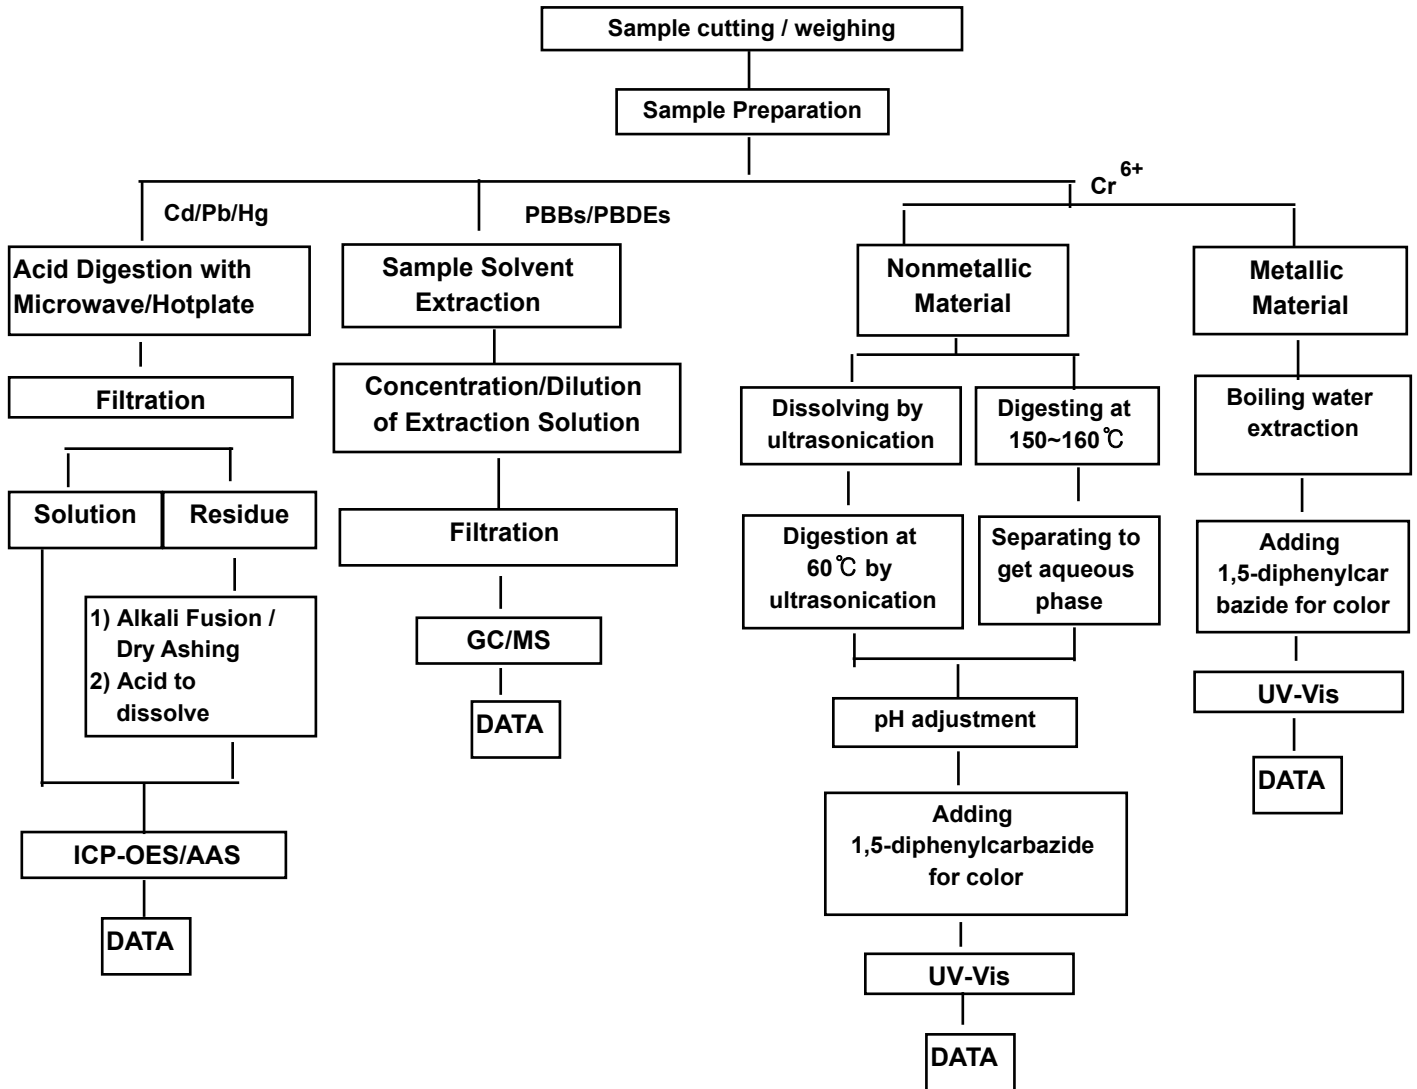 Sample cutting / weighing
Sample Preparation
Cr 6+
Cd/Pb/Hg
PBBs/PBDEs
Acid Digestion with
Microwave/Hotplate
Filtration
Solution
Residue
1) Alkali Fusion /
Dry Ashing
2) Acid to
dissolve
ICP-OES/AAS
DATA
Sample Solvent
Extraction
Concentration/Dilution
of Extraction Solution
Filtration
GC/MS
DATA
Nonmetallic
Material
Dissolving by
ultrasonication
Digestion at
60℃ by
ultrasonication
Digesting at
150~160℃
Separating to
get aqueous
phase
pH adjustment
Adding
1,5-diphenylcarbazide
for color
UV-Vis
DATA
Metallic
Material
Boiling water
extraction
Adding
1,5-diphenylcar
bazide for color
UV-Vis
DATA